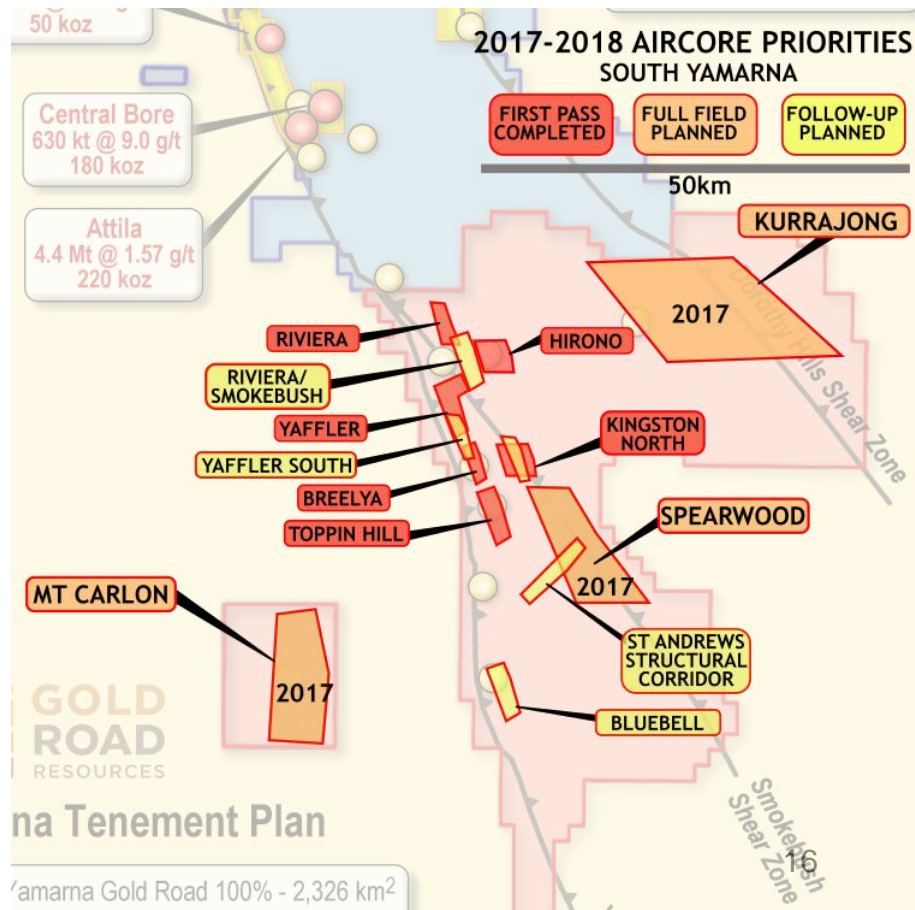 50 koz
2017-2018 AIRCORE PRIORITIES
SOUTH YAMARNA
FIRST PASS
COMPLETED
FULL FIELD
PLANNED
FOLLOW-UP
PLANNED
50km
Central Bore
630 kt @ 9.0 g/t
180 koz
Attila
4.4 Mt @ 1.57 g/t
220 koz
KURRAJONG
2017
Dorothy Hills Shear Zone
RIVIERA
HIRONO
RIVIERA/
SMOKEBUSH
YAFFLER
KINGSTON
NORTH
YAFFLER SOUTH
BREELYA
TOPPIN HILL
SPEARWOOD
2017
MT CARLON
2017
ST ANDREWS
STRUCTURAL
CORRIDOR
BLUEBELL
GOLD
ROAD
RESOURCES
na Tenement Plan
Smokebush
Shear Zone
16
Yamarna Gold Road 100% - 2,326 km²